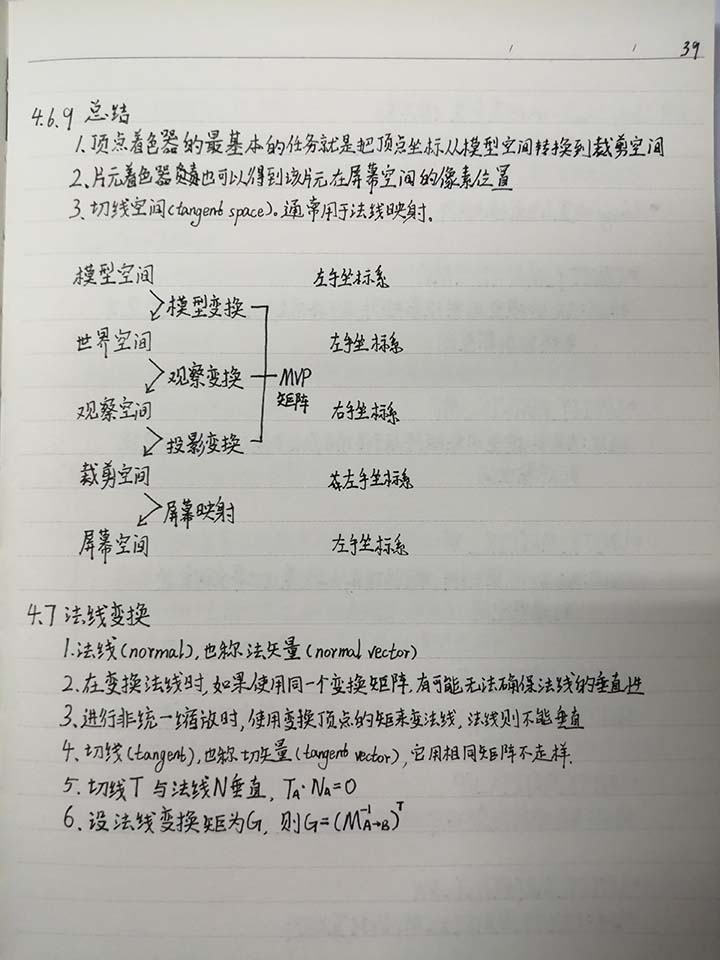 39
4.6.9 总结
1. 顶点着色器的最基本的任务就是把顶点坐标从模型空间转换到裁剪空间
2、片元着色器也可以得到该片元在屏幕空间的像素位置
3、切线空间(tangent space)。通常用于法线映射.
模型空间 左手坐标系
模型变换
世界空间 左手坐标系
观察变换 MVP
矩阵
观察空间 右手坐标系
投影变换
裁剪空间 左手坐标系
屏幕映射
屏幕空间 左手坐标系
4.7 法线变换
1.法线(normal),也称法矢量(normal vector)
2.在变换法线时,如果使用同一个变换矩阵,有可能无法确保法线的垂直性
3、进行非统一缩放时,使用变换顶点的矩来变法线,法线则不能垂直
4、切线(tangent),也称切矢量(tangent vector),它用相同矩阵不走样.
5、切线T与法线N垂直, T_A·N_A=0
6、设法线变换矩为G, 则G=(M_{A→B}^{-1})^T